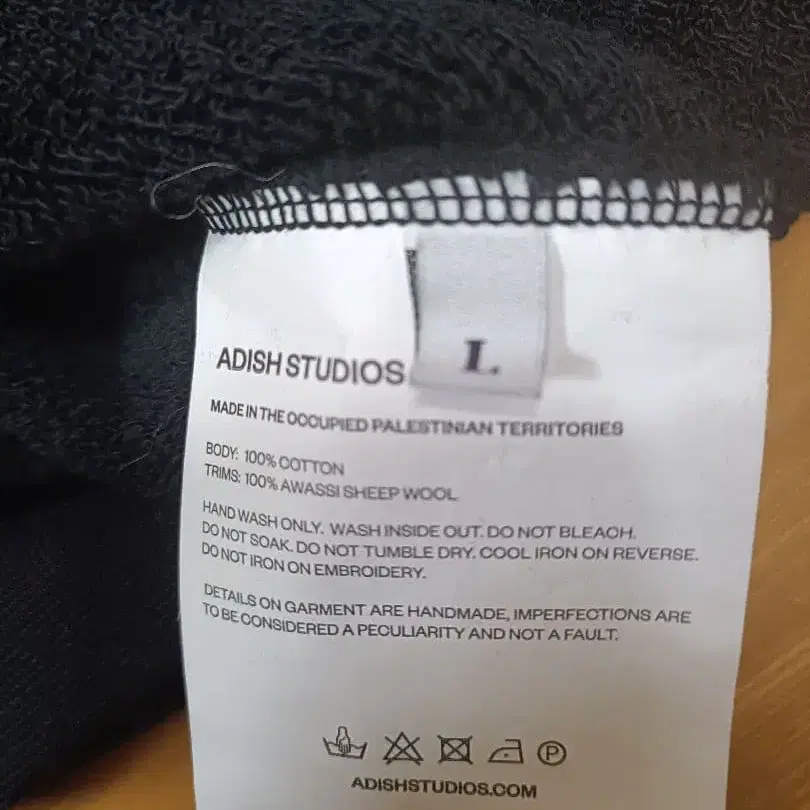 L
ADISH STUDIOS
MADE IN THE OCCUPIED PALESTINIAN TERRITORIES
BODY: 100% COTTON
TRIMS: 100% AWASSI SHEEP WOOL
HAND WASH ONLY. WASH INSIDE OUT. DO NOT BLEACH.
DO NOT SOAK. DO NOT TUMBLE DRY. COOL IRON ON REVERSE.
DO NOT IRON ON EMBROIDERY.
DETAILS ON GARMENT ARE HANDMADE, IMPERFECTIONS ARE
TO BE CONSIDERED A PECULIARITY AND NOT A FAULT.
P
ADISHSTUDIOS.COM